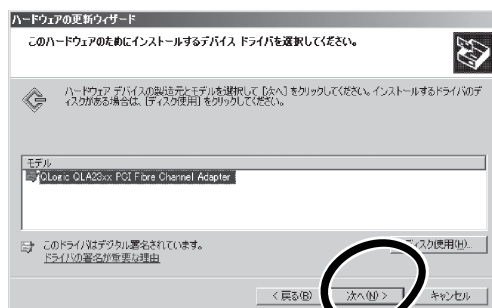 ハードウェアの更新ウィザード
このハードウェアのためにインストールするデバイス ドライバを選択してください。
ハードウェア デバイスの製造元とモデルを選択して [次へ] をクリックしてください。インストールするドライバのデ
ィスクがある場合は、[ディスク使用] をクリックしてください。
モデル
QLogic QLA23xx PCI Fibre Channel Adapter
このドライバはデジタル署名されています。
ディスク使用(H)...
ドライバの署名が重要な理由
< 戻る(B)
次へ(N) >
キャンセル